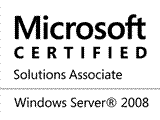 Microsoft
CERTIFIED
Solutions Associate
Windows Server® 2008